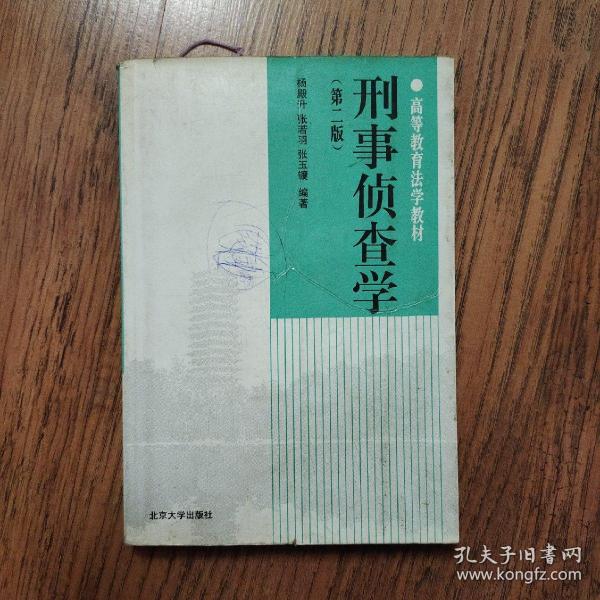 高等教育法学教材
刑事侦查学
(第二版)
杨殿升 张若羽 张玉镶 编著
北京大学出版社
孔夫子旧书网
www.kongfz.com